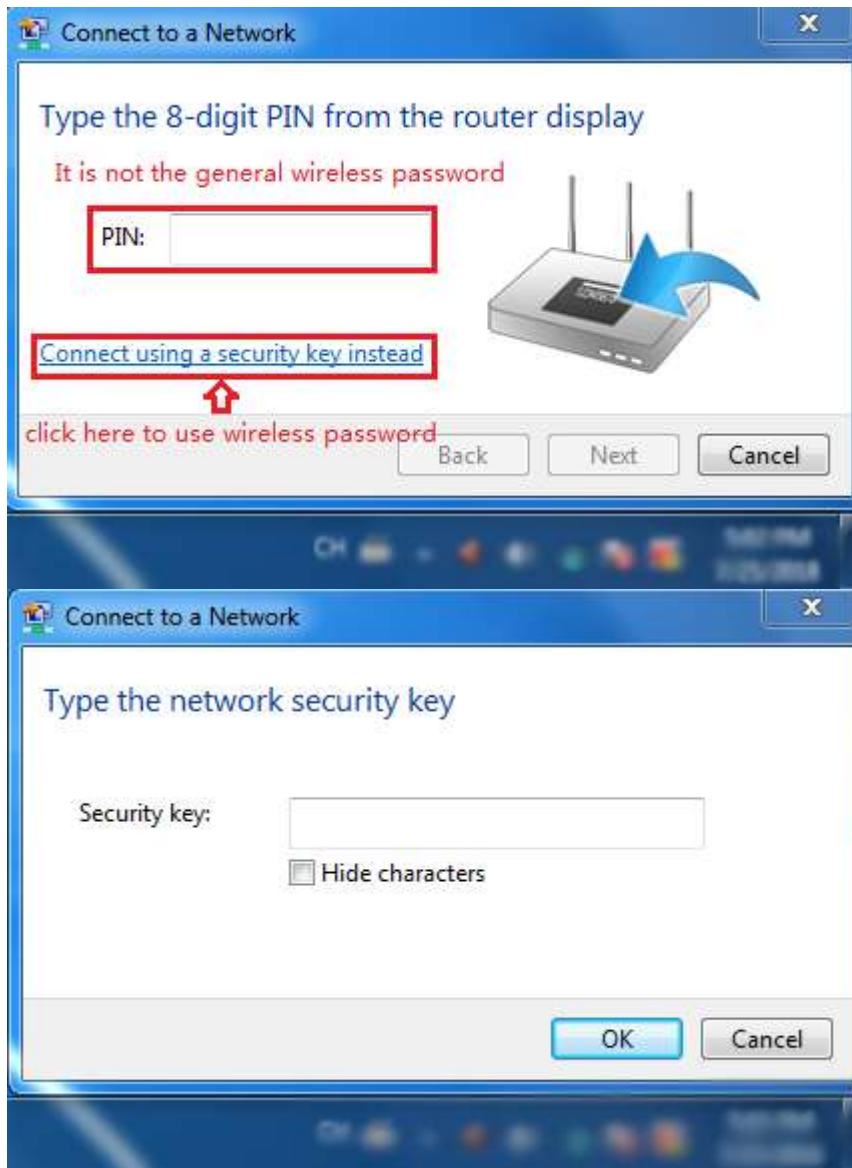 Connect to a Network
Type the 8-digit PIN from the router display
It is not the general wireless password
PIN:
Connect using a security key instead
click here to use wireless password
Back Next Cancel
CH
Connect to a Network
Type the network security key
Security key:
Hide characters
OK Cancel